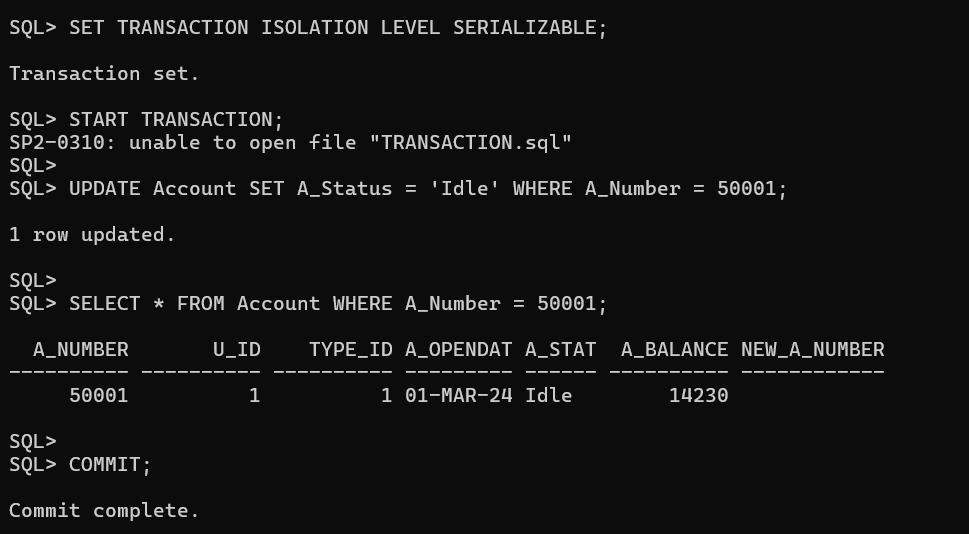 SQL> SET TRANSACTION ISOLATION LEVEL SERIALIZABLE;
Transaction set.
SQL> START TRANSACTION;
SP2-0310: unable to open file "TRANSACTION.sql"
SQL>
SQL> UPDATE Account SET A_Status = 'Idle' WHERE A_Number = 50001;
1 row updated.
SQL>
SQL> SELECT * FROM Account WHERE A_Number = 50001;
  A_NUMBER       U_ID    TYPE_ID A_OPENDAT A_STAT  A_BALANCE NEW_A_NUMBER
---------- ---------- ---------- --------- ------ ---------- ------------
     50001          1          1 01-MAR-24 Idle        14230
SQL>
SQL> COMMIT;
Commit complete.